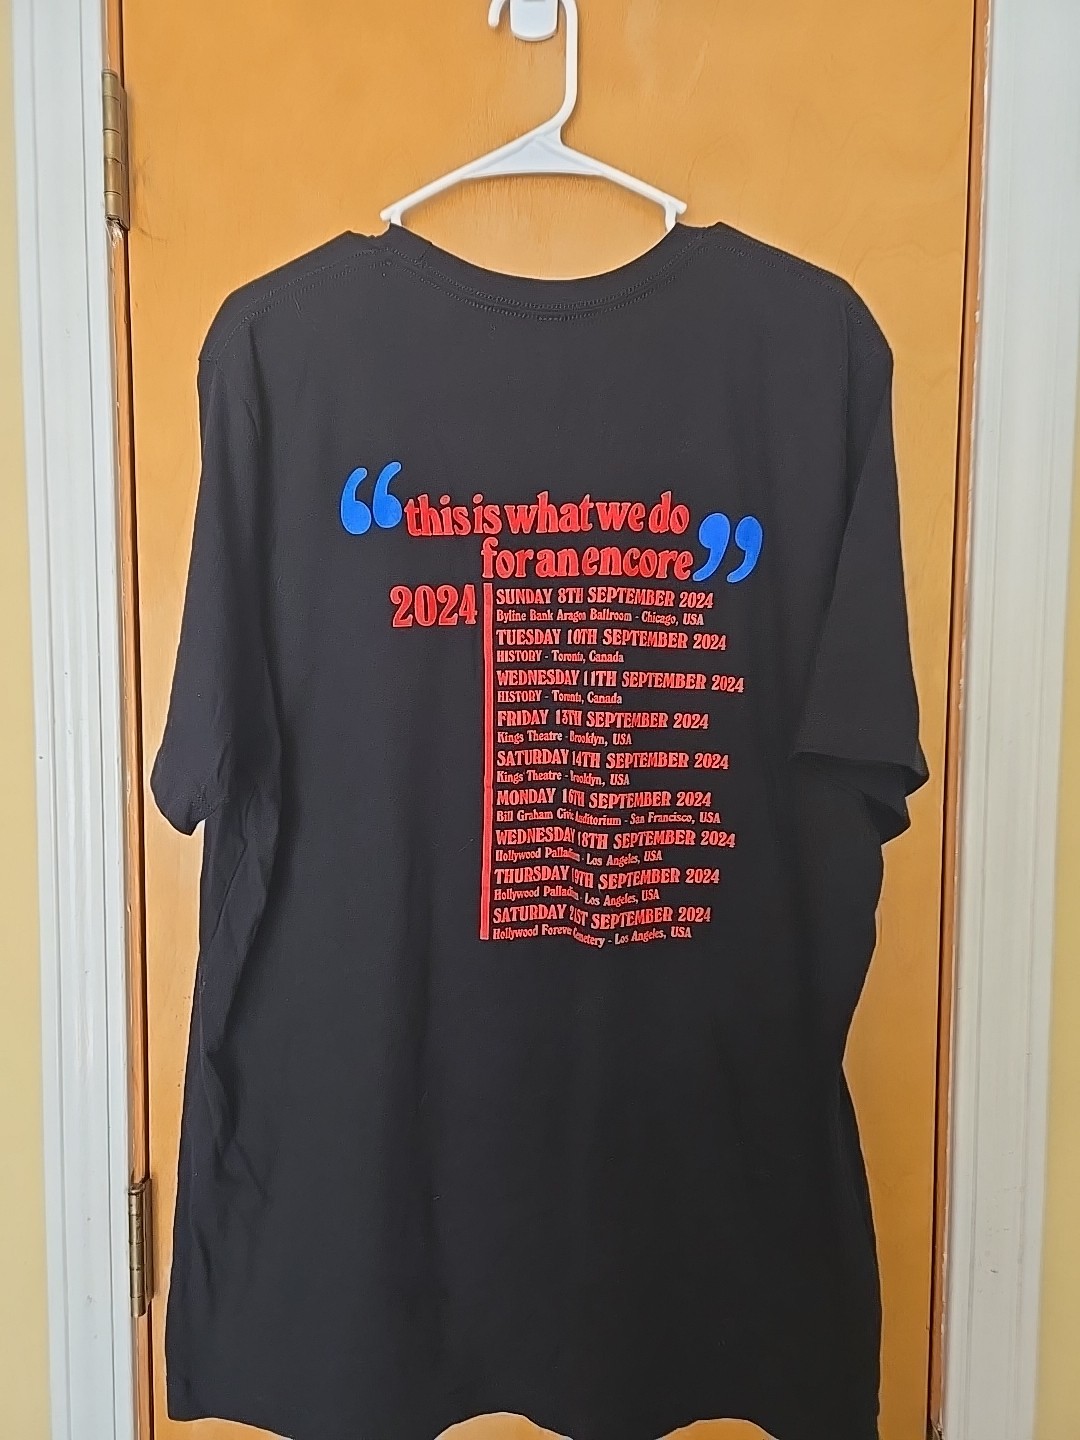 “this is what we do
for an encore”
2024
SUNDAY 8TH SEPTEMBER 2024
Byline Bank Aragon Ballroom - Chicago, USA
TUESDAY 10TH SEPTEMBER 2024
HISTORY - Toronto, Canada
WEDNESDAY 11TH SEPTEMBER 2024
HISTORY - Toronto, Canada
FRIDAY 13TH SEPTEMBER 2024
Kings Theatre - Brooklyn, USA
SATURDAY 14TH SEPTEMBER 2024
Kings Theatre - Brooklyn, USA
MONDAY 16TH SEPTEMBER 2024
Bill Graham Civic Auditorium - San Francisco, USA
WEDNESDAY 18TH SEPTEMBER 2024
Hollywood Palladium - Los Angeles, USA
THURSDAY 19TH SEPTEMBER 2024
Hollywood Palladium - Los Angeles, USA
SATURDAY 21ST SEPTEMBER 2024
Hollywood Forever Cemetery - Los Angeles, USA